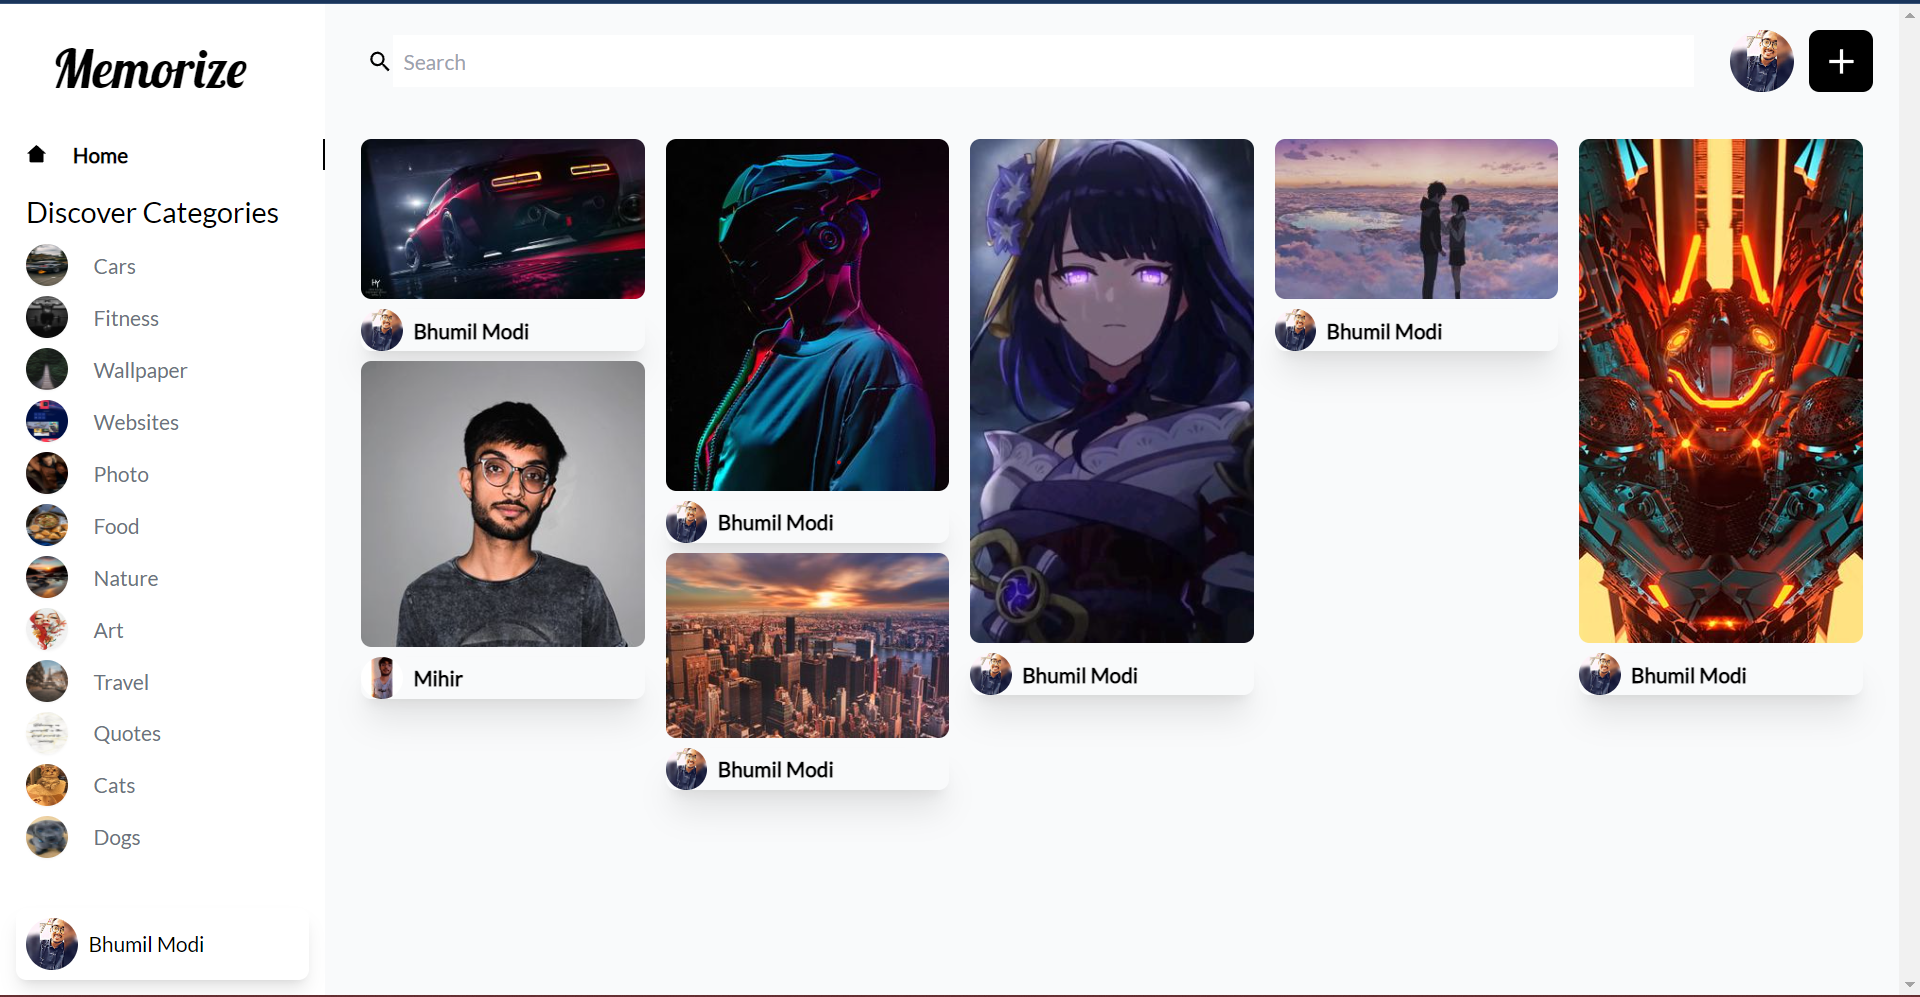 Memorize
Search
Home
Discover Categories
Cars
Fitness
Wallpaper
Websites
Photo
Food
Nature
Art
Travel
Quotes
Cats
Dogs
Bhumil Modi
HY
Bhumil Modi
Mihir
Bhumil Modi
Bhumil Modi
Bhumil Modi
Bhumil Modi
Bhumil Modi